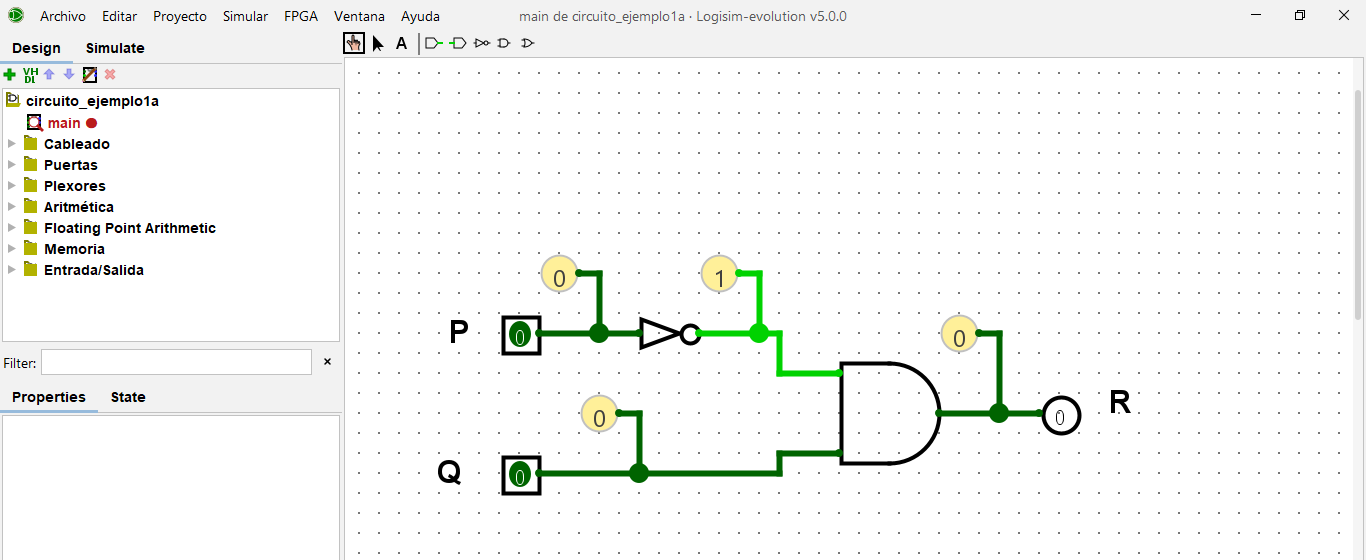 Archivo Editar Proyecto Simular FPGA Ventana Ayuda main de circuito_ejemplo1a · Logisim-evolution v5.0.0
Design Simulate
A
VH
DL
circuito_ejemplo1a
main
Cableado
Puertas
Plexores
Aritmética
Floating Point Arithmetic
Memoria
Entrada/Salida
Filter:
Properties State
0 1
P 0 0
0 R
0
Q 0